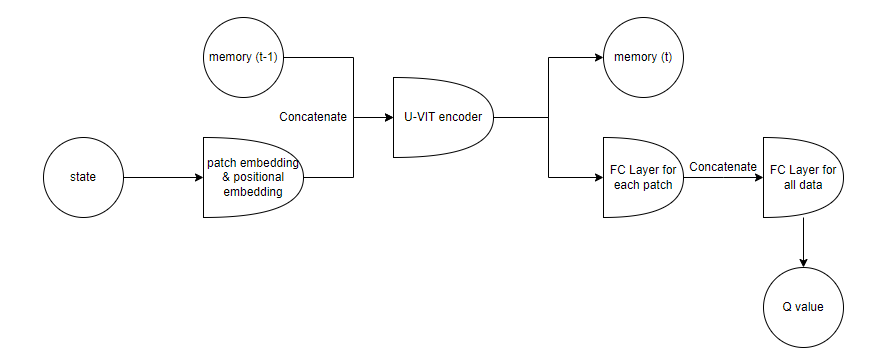 memory (t-1)
memory (t)
Concatenate
U-VIT encoder
state
patch embedding
& positional
embedding
FC Layer for
each patch
Concatenate
FC Layer for
all data
Q value